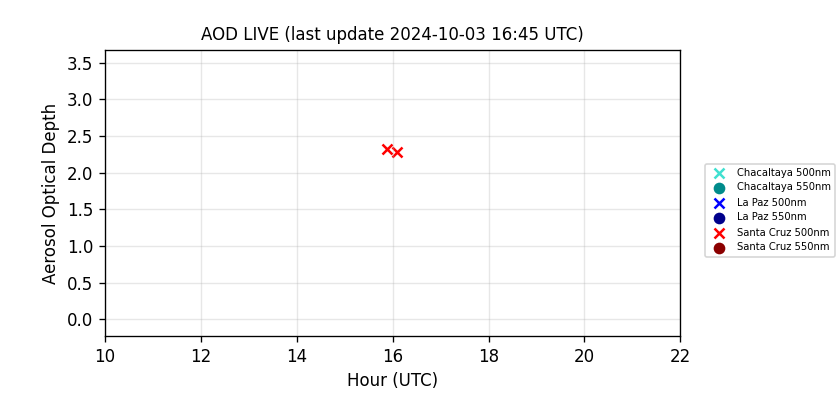 AOD LIVE (last update 2024-10-03 16:45 UTC)
Aerosol Optical Depth
3.5
3.0
2.5
2.0
1.5
1.0
0.5
0.0
10 12 14 16 18 20 22
Hour (UTC)
Chacaltaya 500nm
Chacaltaya 550nm
La Paz 500nm
La Paz 550nm
Santa Cruz 500nm
Santa Cruz 550nm